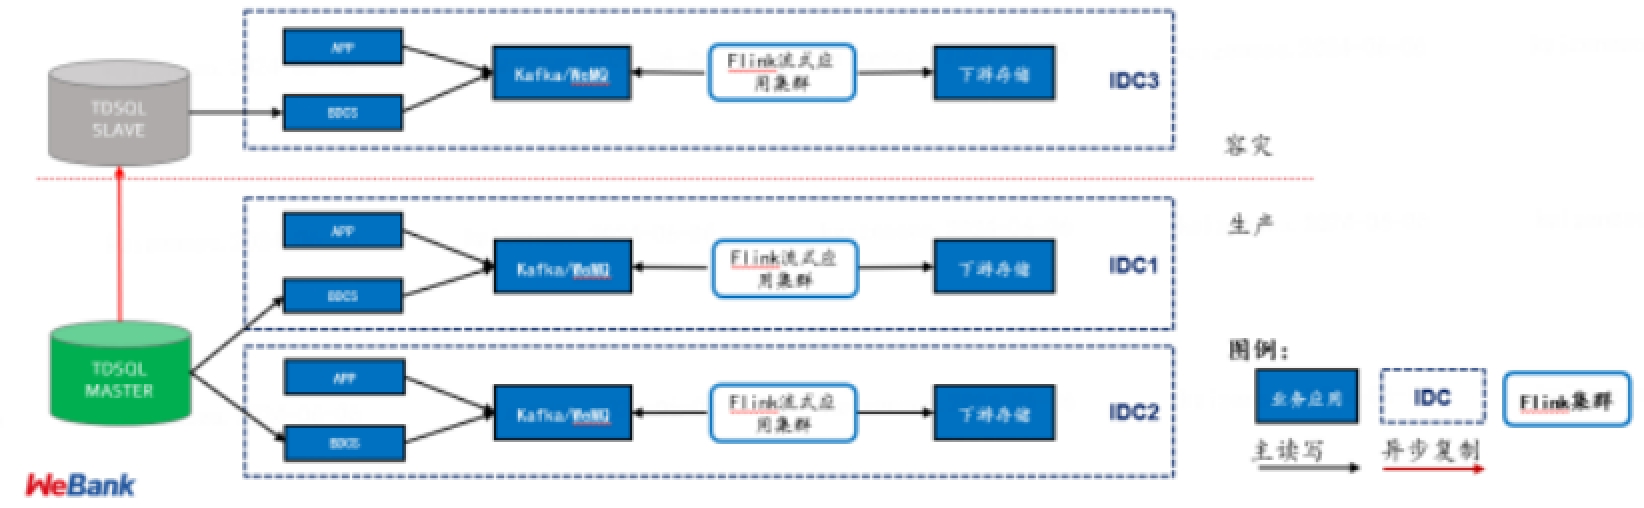 APP
Kafka/WeMQ
Flink流式应
用集群
下游存储
IDC3
BDCS
TDSQL
SLAVE
容灾
生产
APP
Kafka/WeMQ
Flink流式应
用集群
下游存储
IDC1
BDCS
TDSQL
MASTER
APP
Kafka/WeMQ
Flink流式应
用集群
下游存储
IDC2
BDCS
图例：
业务应用
IDC
Flink集群
主读写
异步复制
WeBank